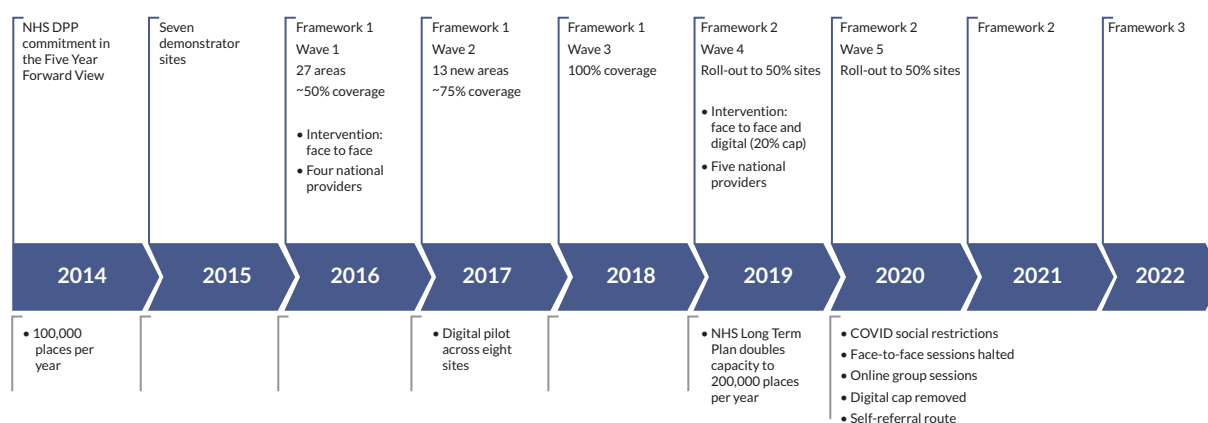 NHS DPP
commitment in
the Five Year
Forward View
Seven
demonstrator
sites
Framework 1
Wave 1
27 areas
~50% coverage
• Intervention:
face to face
• Four national
providers
Framework 1
Wave 2
13 new areas
~75% coverage
Framework 1
Wave 3
100% coverage
Framework 2
Wave 4
Roll-out to 50% sites
• Intervention:
face to face and
digital (20% cap)
• Five national
providers
Framework 2
Wave 5
Roll-out to 50% sites
Framework 2
Framework 3
2014
2015
2016
2017
2018
2019
2020
2021
2022
• 100,000
places per
year
• Digital pilot
across eight
sites
• NHS Long Term
Plan doubles
capacity to
200,000 places
per year
• COVID social restrictions
• Face-to-face sessions halted
• Online group sessions
• Digital cap removed
• Self-referral route